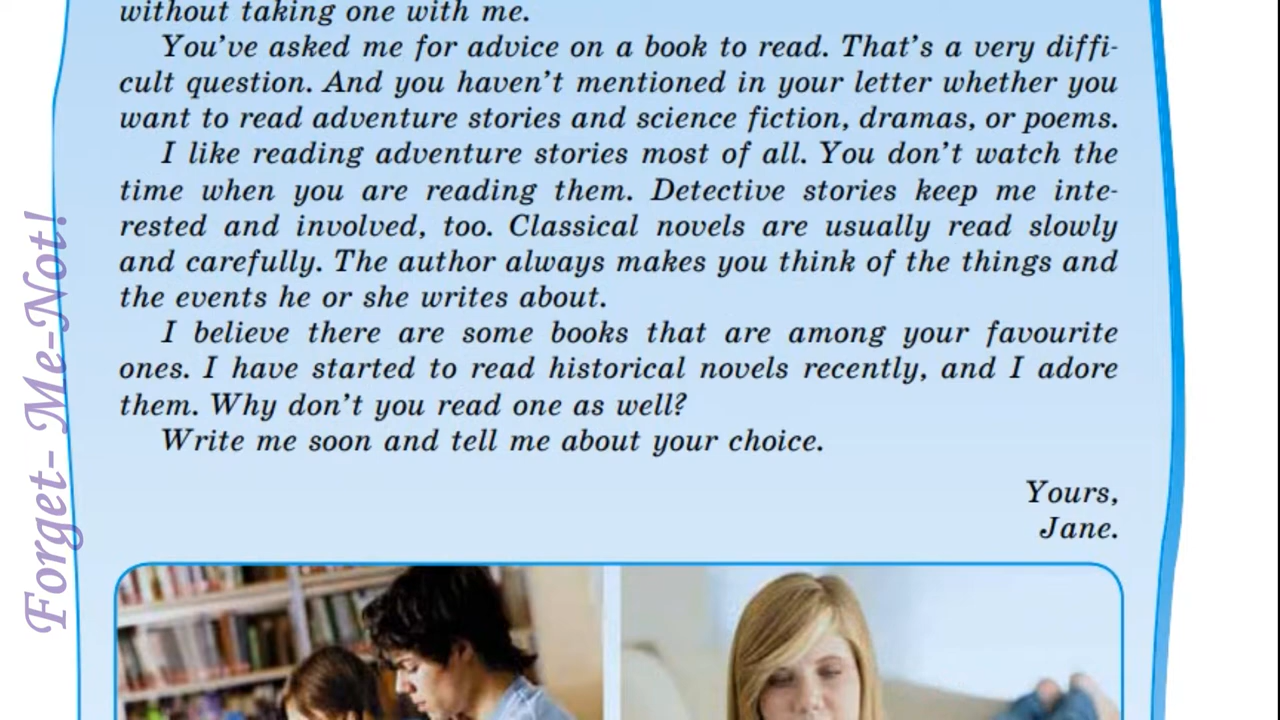 without taking one with me.
You've asked me for advice on a book to read. That's a very diffi-
cult question. And you haven't mentioned in your letter whether you
want to read adventure stories and science fiction, dramas, or poems.
I like reading adventure stories most of all. You don't watch the
time when you are reading them. Detective stories keep me inte-
rested and involved, too. Classical novels are usually read slowly
and carefully. The author always makes you think of the things and
the events he or she writes about.
I believe there are some books that are among your favourite
ones. I have started to read historical novels recently, and I adore
them. Why don't you read one as well?
Write me soon and tell me about your choice.
Yours,
Jane.
Forget- Me-Not!